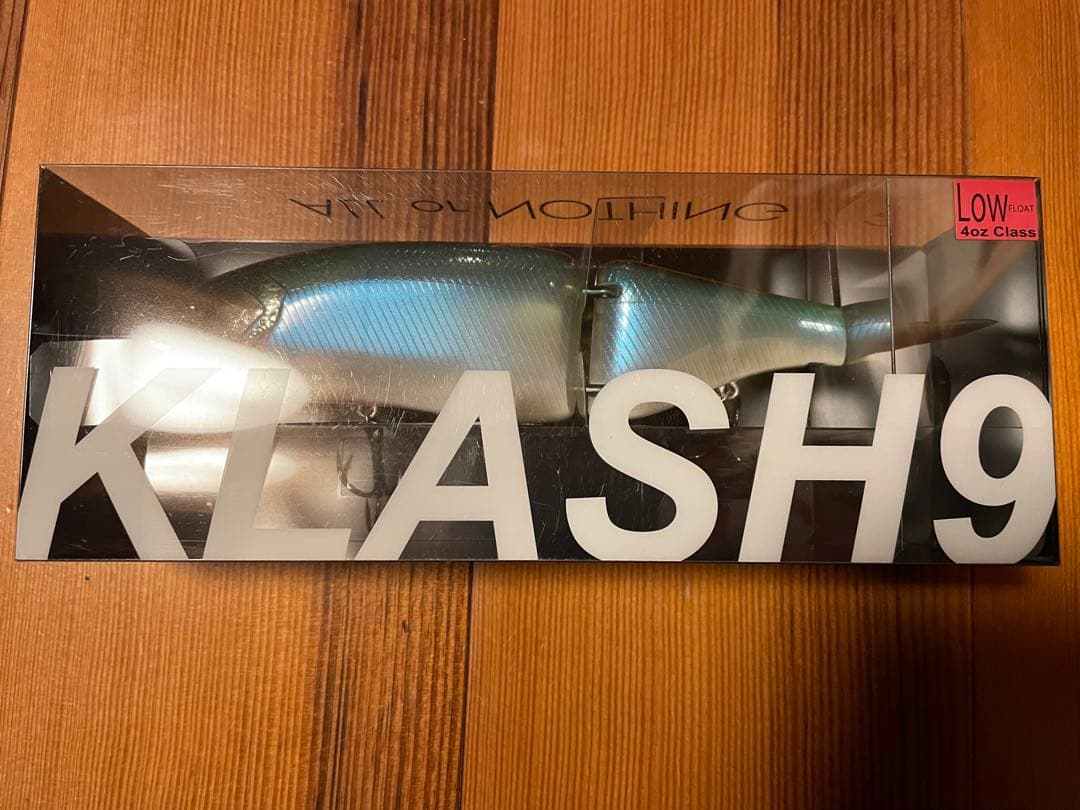 ALL or NOTHING
LOW FLOAT
4oz Class
KLASH9